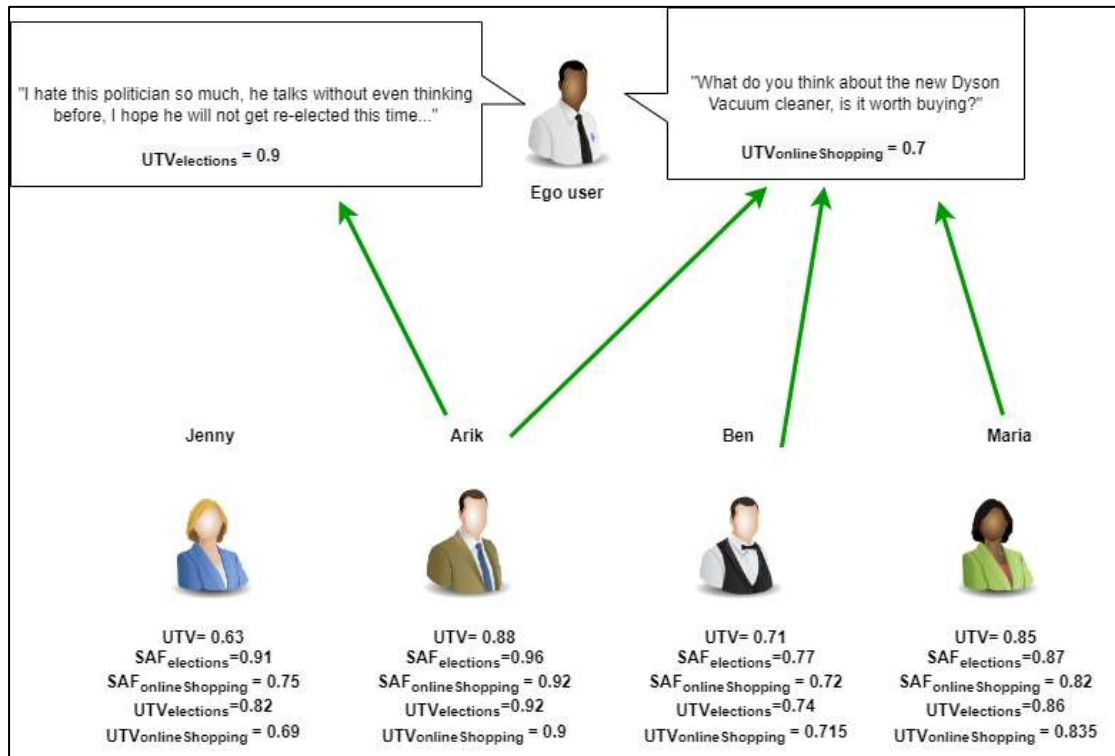 "I hate this politician so much, he talks without even thinking
before, I hope he will not get re-elected this time..."
UTVelections = 0.9
"What do you think about the new Dyson
Vacuum cleaner, is it worth buying?"
UTVonlineShopping = 0.7
Ego user
Jenny
Arik
Ben
Maria
UTV= 0.63
SAFelections=0.91
SAFonlineShopping = 0.75
UTVelections=0.82
UTVonlineShopping = 0.69
UTV= 0.88
SAFelections=0.96
SAFonlineShopping = 0.92
UTVelections=0.92
UTVonlineShopping = 0.9
UTV= 0.71
SAFelections=0.77
SAFonlineShopping = 0.72
UTVelections=0.74
UTVonlineShopping = 0.715
UTV= 0.85
SAFelections=0.87
SAFonlineShopping = 0.82
UTVelections=0.86
UTVonlineShopping = 0.835